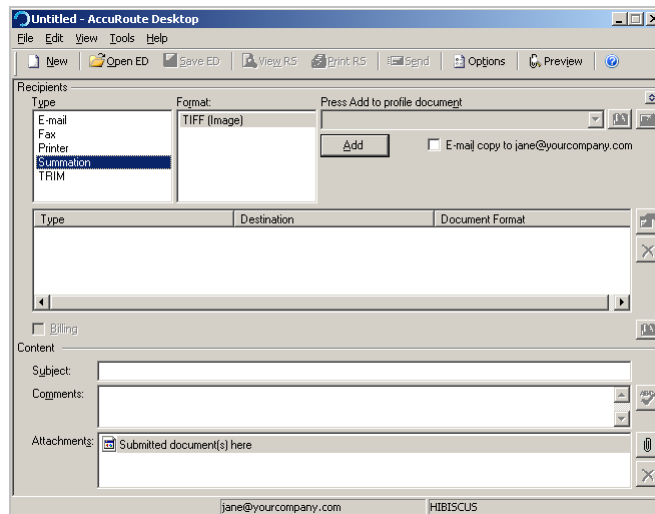 Untitled - AccuRoute Desktop
File Edit View Tools Help
New Open ED Save ED View RS Print RS Send Options Preview
Recipients
Type Format: Press Add to profile document
E-mail TIFF (Image)
Fax
Printer Add E-mail copy to jane@yourcompany.com
Summation
TRIM
Type Destination Document Format
Billing
Content
Subject:
Comments:
Attachments: Submitted document(s) here
jane@yourcompany.com HIBISCUS